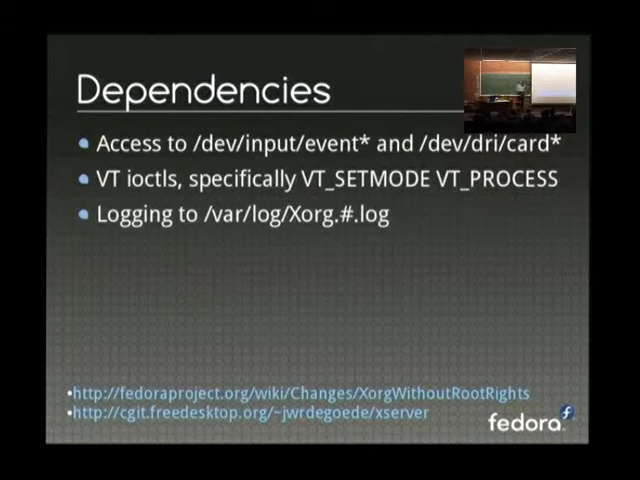 Dependencies
Access to /dev/input/event* and /dev/dri/card*
VT ioctls, specifically VT_SETMODE VT_PROCESS
Logging to /var/log/Xorg.#.log
•http://fedoraproject.org/wiki/Changes/XorgWithoutRootRights
•http://cgit.freedesktop.org/~jwrdegoede/xserver
fedora